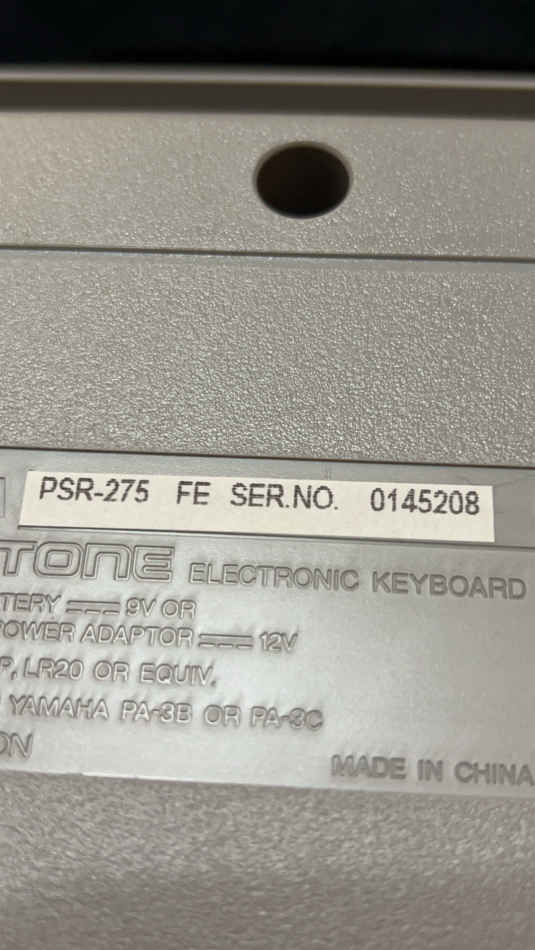 PSR-275 FE SER.NO. 0145208
TONE ELECTRONIC KEYBOARD
TERY 9V OR
POWER ADAPTOR 12V
P, LR20 OR EQUIV.
YAMAHA PA-3B OR PA-3C
ON
MADE IN CHINA